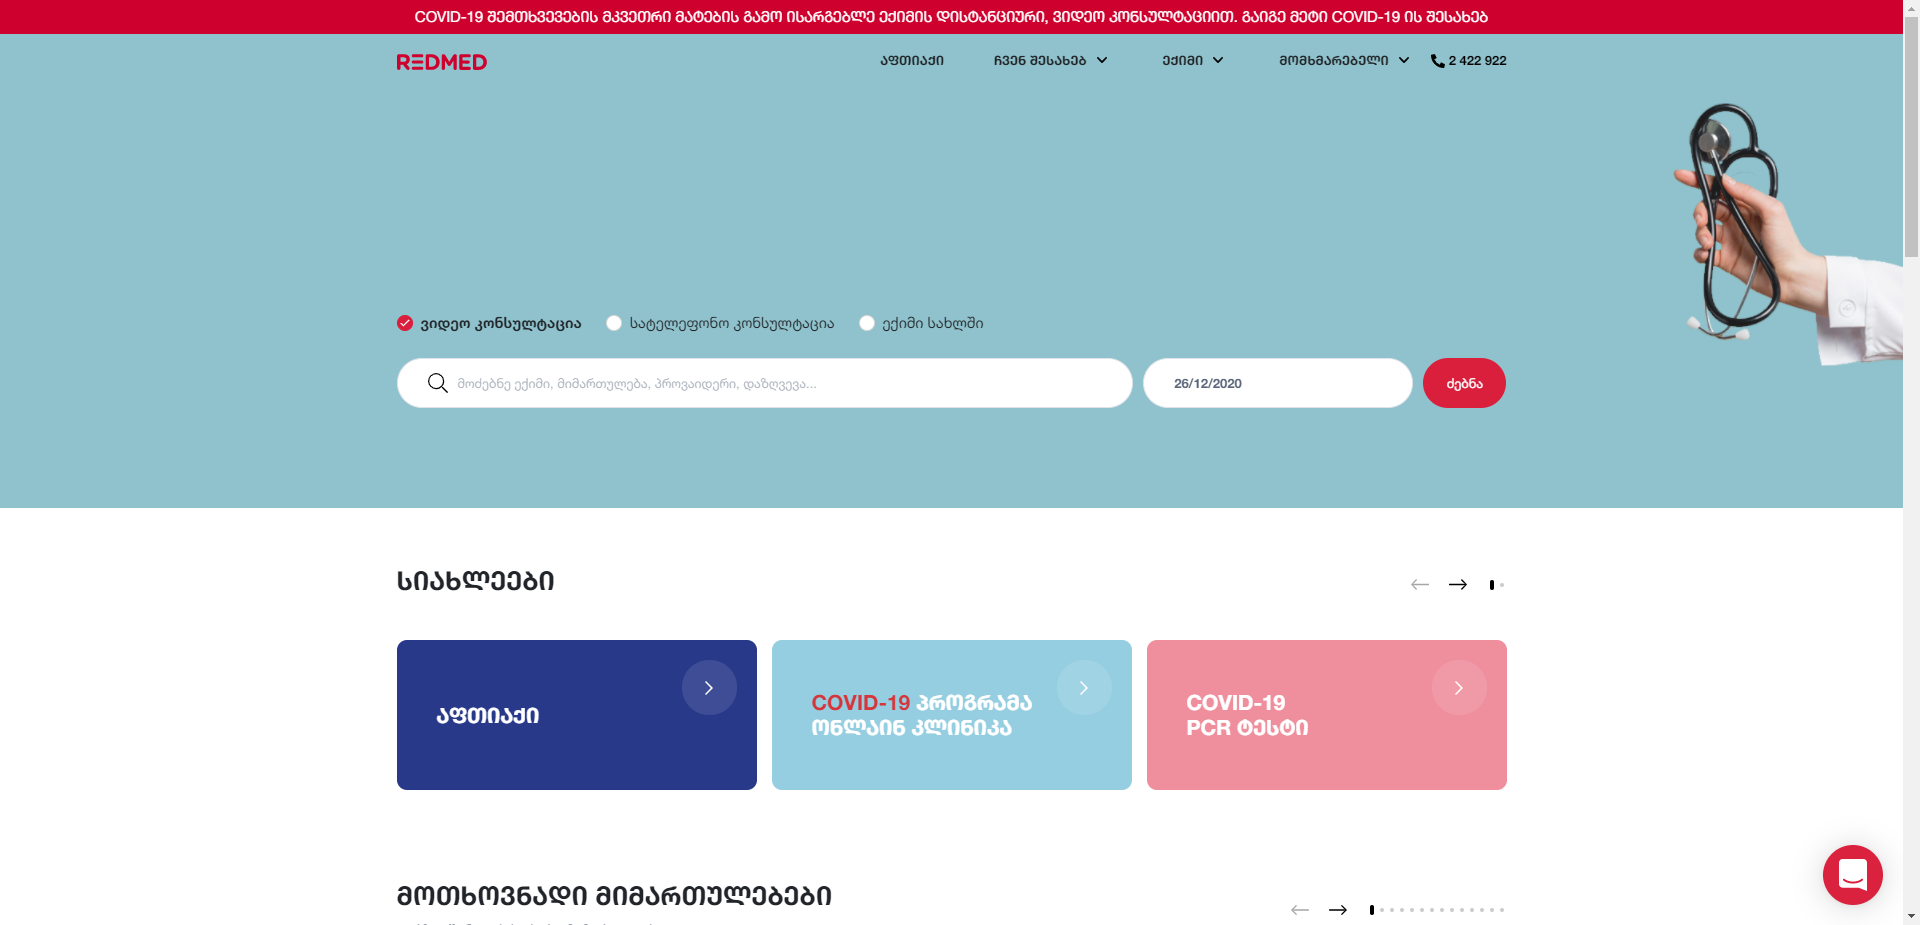 COVID-19 ᲨᲔᲛᲗᲮᲕᲔᲕᲔᲑᲘᲡ ᲛᲙᲕᲔᲗᲠᲘ ᲛᲐᲢᲔᲑᲘᲡ ᲒᲐᲛᲝ ᲘᲡᲐᲠᲒᲔᲑᲚᲔ ᲔᲥᲘᲛᲘᲡ ᲓᲘᲡᲢᲐᲜᲪᲘᲣᲠᲘ, ᲕᲘᲓᲔᲝ ᲙᲝᲜᲡᲣᲚᲢᲐᲪᲘᲘᲗ. ᲒᲐᲘᲒᲔ ᲛᲔᲢᲘ COVID-19 ᲘᲡ ᲨᲔᲡᲐᲮᲔᲑ
REDMED ᲐᲤᲗᲘᲐᲥᲘ ᲩᲕᲔᲜ ᲨᲔᲡᲐᲮᲔᲑ ᲔᲥᲘᲛᲘ ᲛᲝᲛᲮᲛᲐᲠᲔᲑᲔᲚᲘ 2 422 922
ვიდეო კონსულტაცია სატელეფონო კონსულტაცია ექიმი სახლში
მოძებნე ექიმი, მიმართულება, პროვაიდერი, დაზღვევა... 26/12/2020 ძებნა
ᲡᲘᲐᲮᲚᲔᲔᲑᲘ
ᲐᲤᲗᲘᲐᲥᲘ
COVID-19 ᲞᲠᲝᲒᲠᲐᲛᲐ
ᲝᲜᲚᲐᲘᲜ ᲙᲚᲘᲜᲘᲙᲐ
COVID-19
PCR ᲢᲔᲡᲢᲘ
ᲛᲝᲗᲮᲝᲕᲜᲐᲓᲘ ᲛᲘᲛᲐᲠᲗᲣᲚᲔᲑᲔᲑᲘ